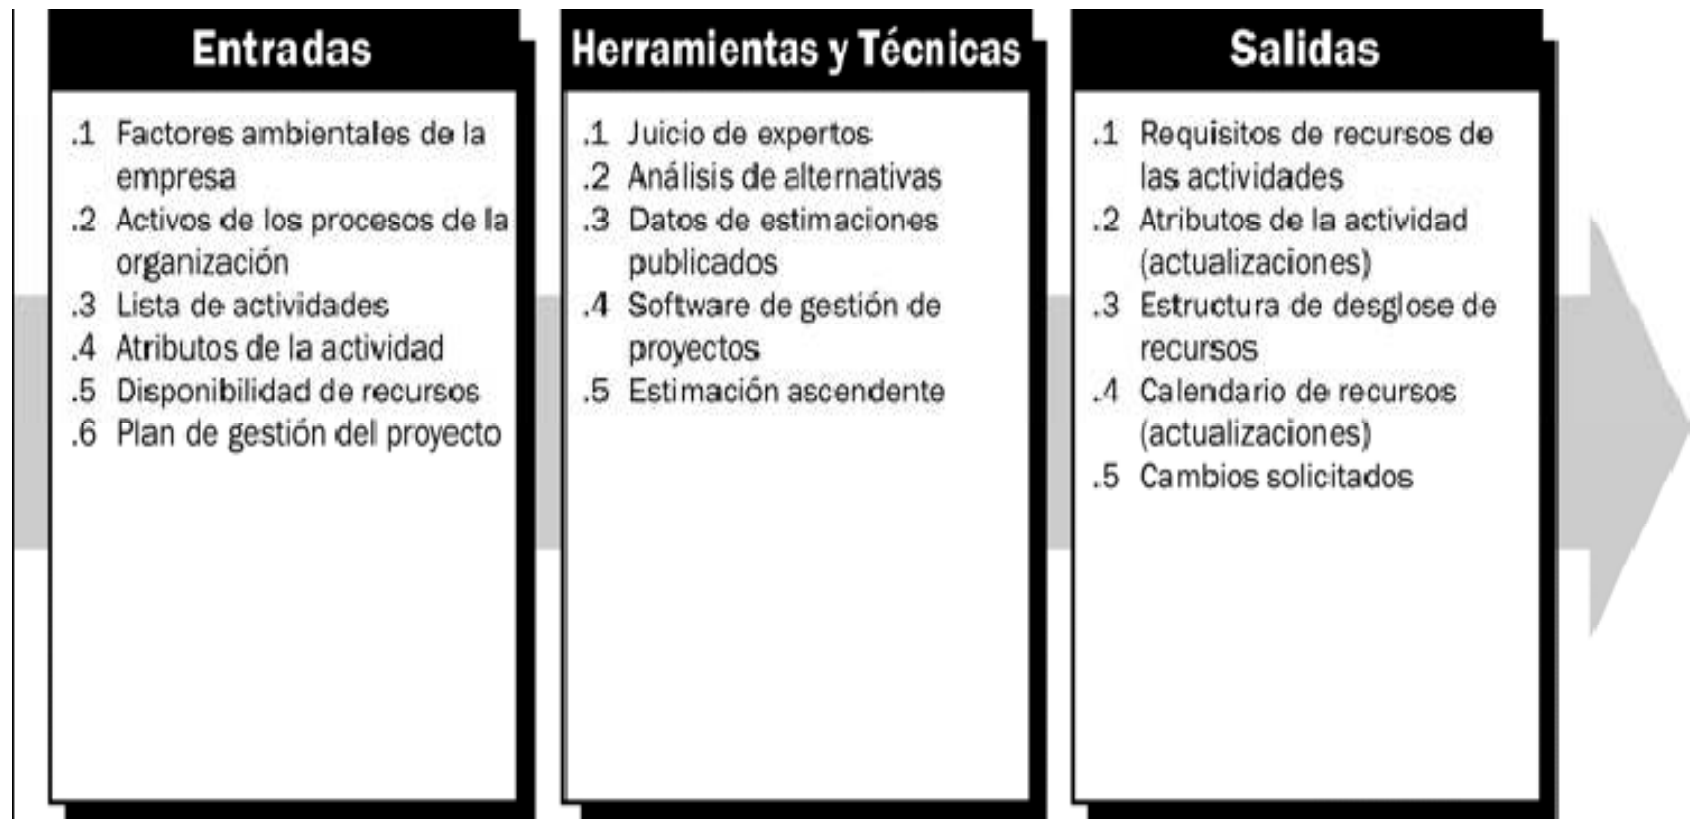 Entradas
.1 Factores ambientales de la
empresa
.2 Activos de los procesos de la
organización
.3 Lista de actividades
.4 Atributos de la actividad
.5 Disponibilidad de recursos
.6 Plan de gestión del proyecto
Herramientas y Técnicas
.1 Juicio de expertos
.2 Análisis de alternativas
.3 Datos de estimaciones
publicados
.4 Software de gestión de
proyectos
.5 Estimación ascendente
Salidas
.1 Requisitos de recursos de
las actividades
.2 Atributos de la actividad
(actualizaciones)
.3 Estructura de desglose de
recursos
.4 Calendario de recursos
(actualizaciones)
.5 Cambios solicitados